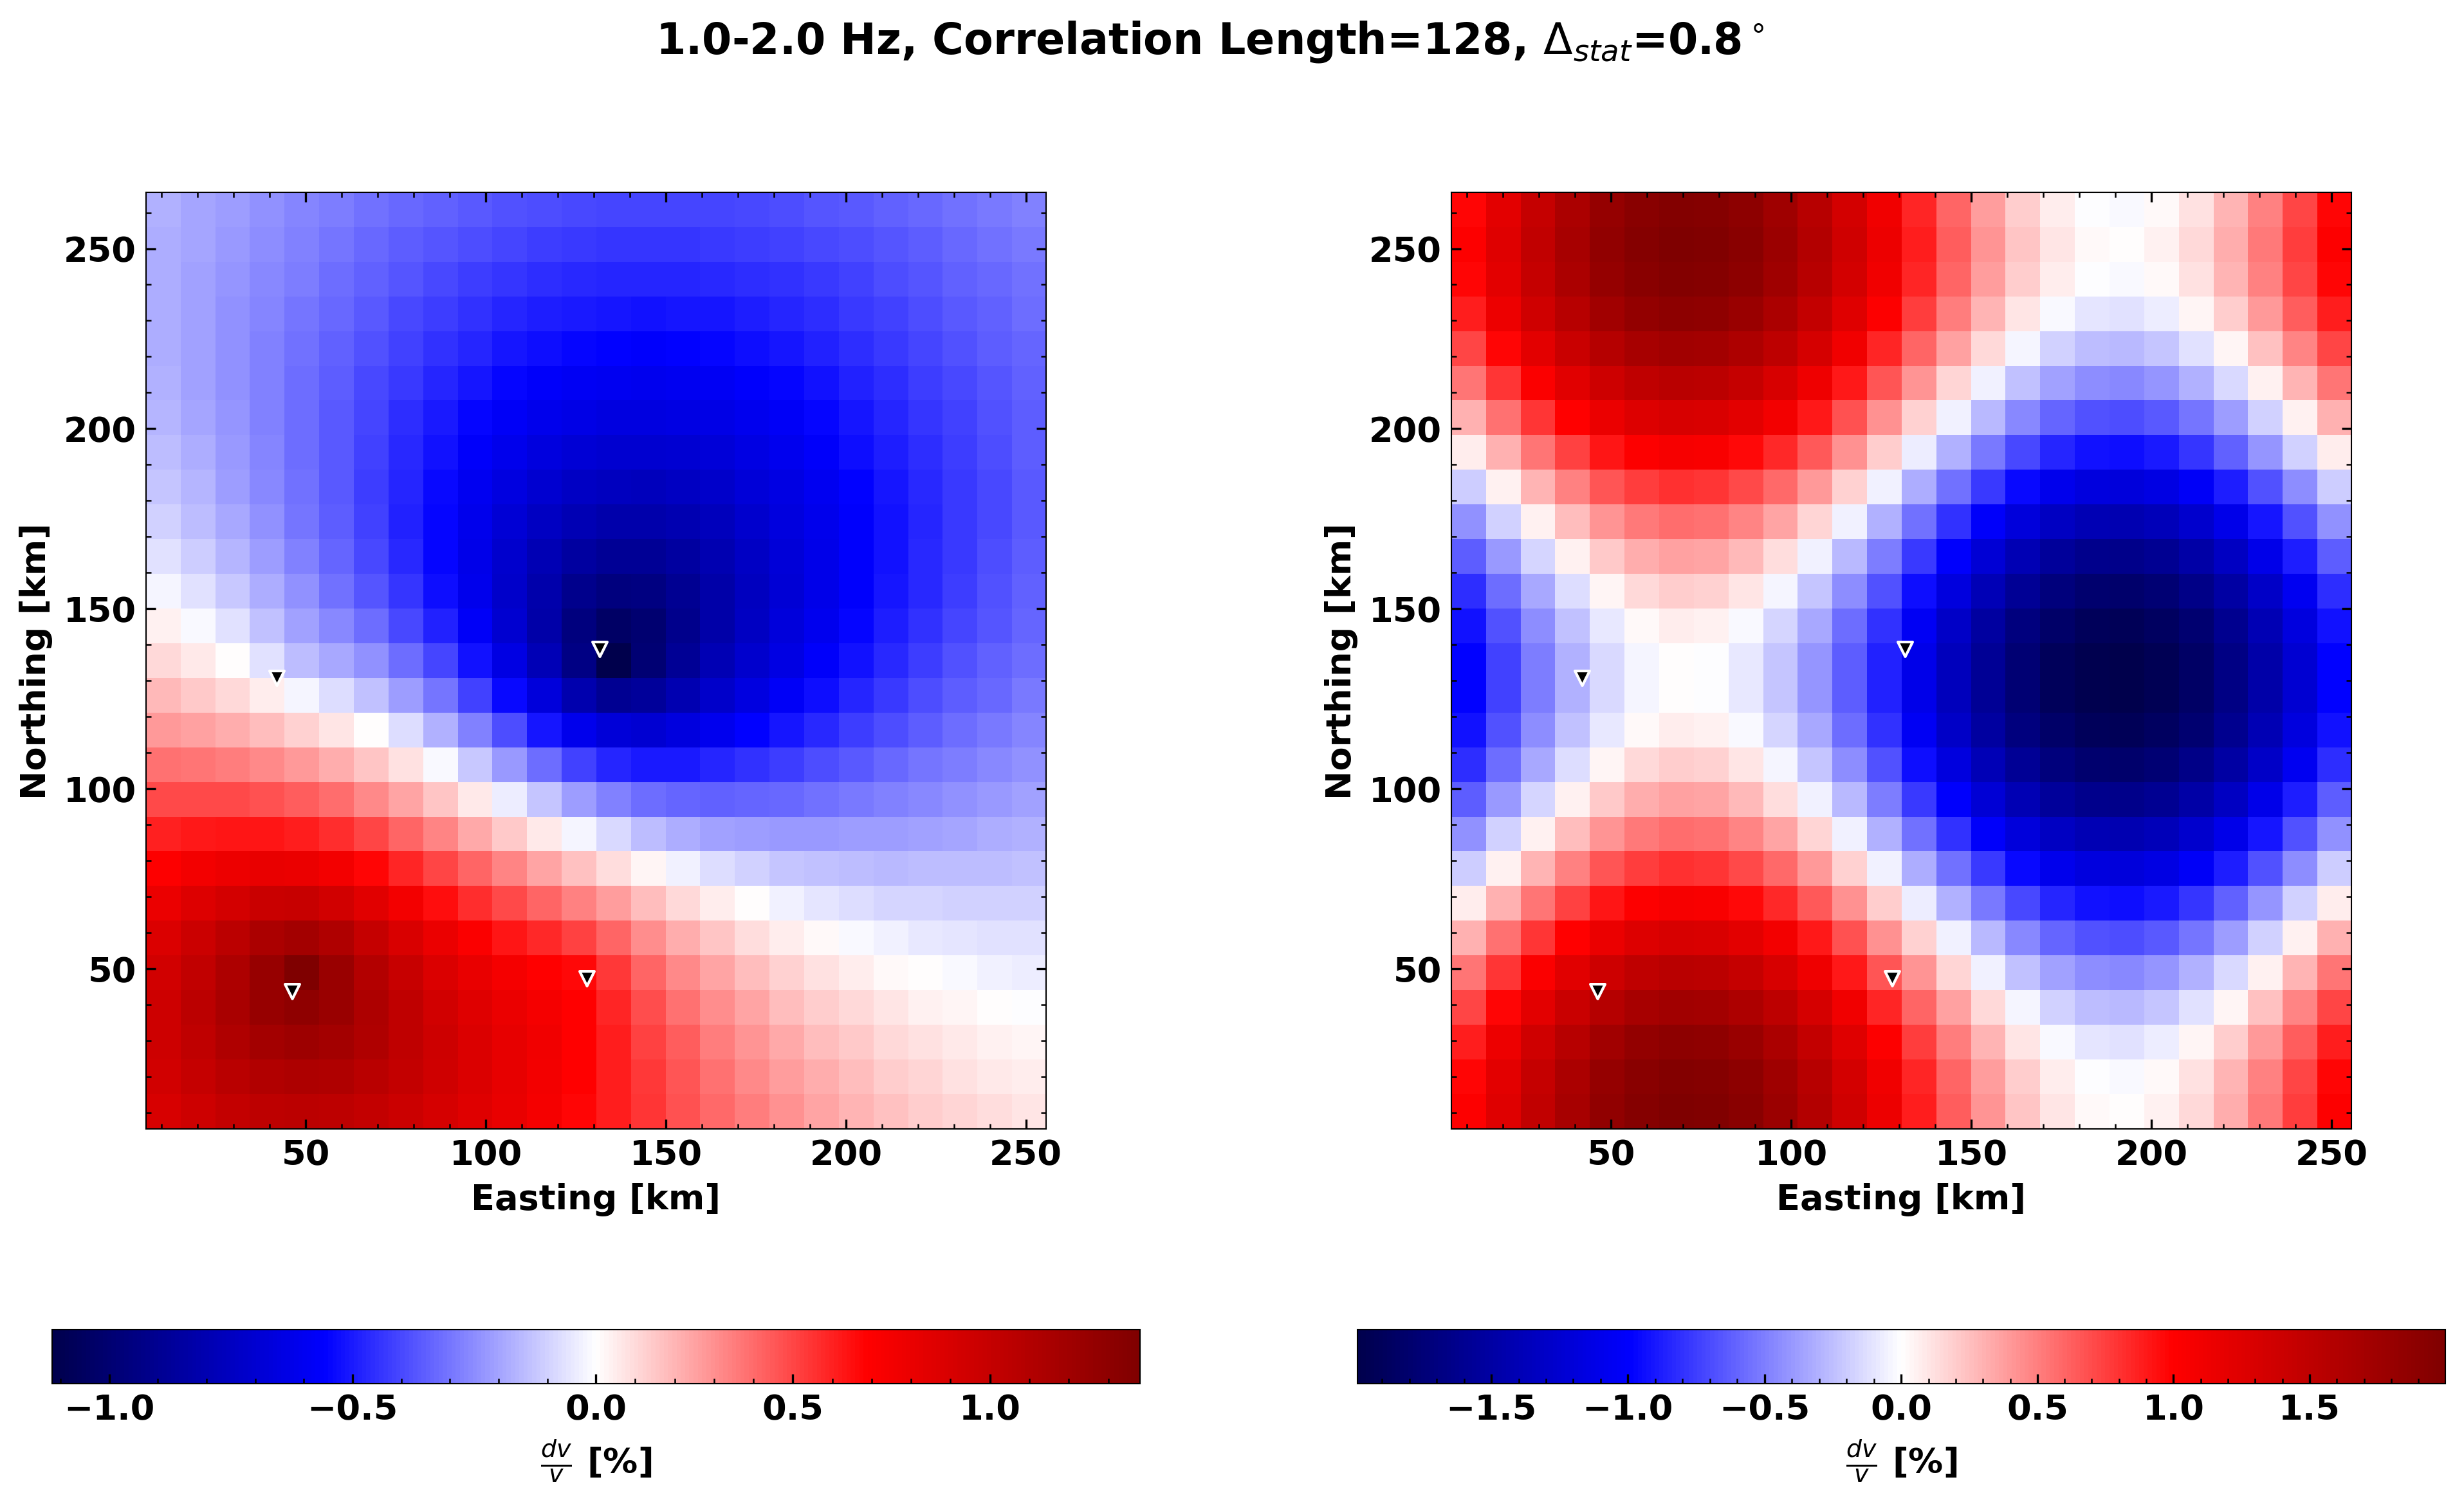 1.0-2.0 Hz, Correlation Length=128, Δstat=0.8°
250
200
150
100
50
Northing [km]
50 100 150 200 250
Easting [km]
−1.0 −0.5 0.0 0.5 1.0
dv/v [%]
250
200
150
100
50
Northing [km]
50 100 150 200 250
Easting [km]
−1.5 −1.0 −0.5 0.0 0.5 1.0 1.5
dv/v [%]